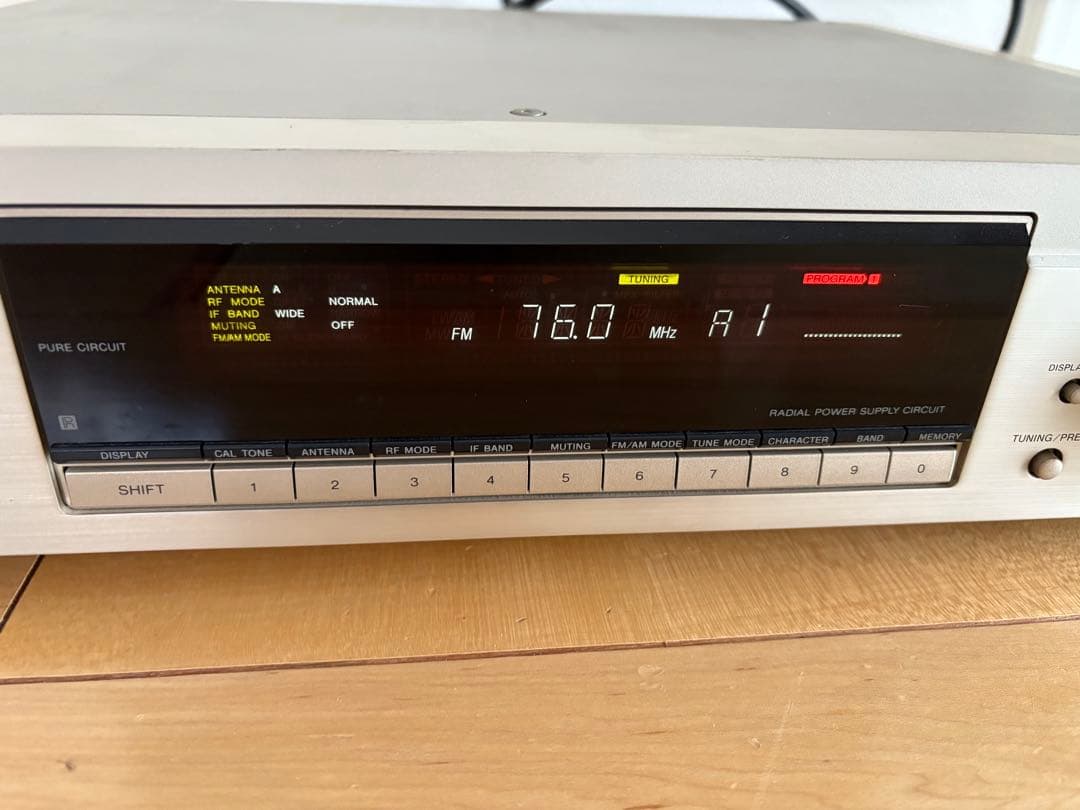 TUNING PROGRAM 1
ANTENNA A
RF MODE NORMAL
IF BAND WIDE
MUTING OFF
FM/AM MODE
FM 76.0 MHz A1
PURE CIRCUIT
RADIAL POWER SUPPLY CIRCUIT
R
DISPLAY CAL TONE ANTENNA RF MODE IF BAND MUTING FM/AM MODE TUNE MODE CHARACTER BAND MEMORY
SHIFT 1 2 3 4 5 6 7 8 9 0
DISPLA
TUNING/PRE